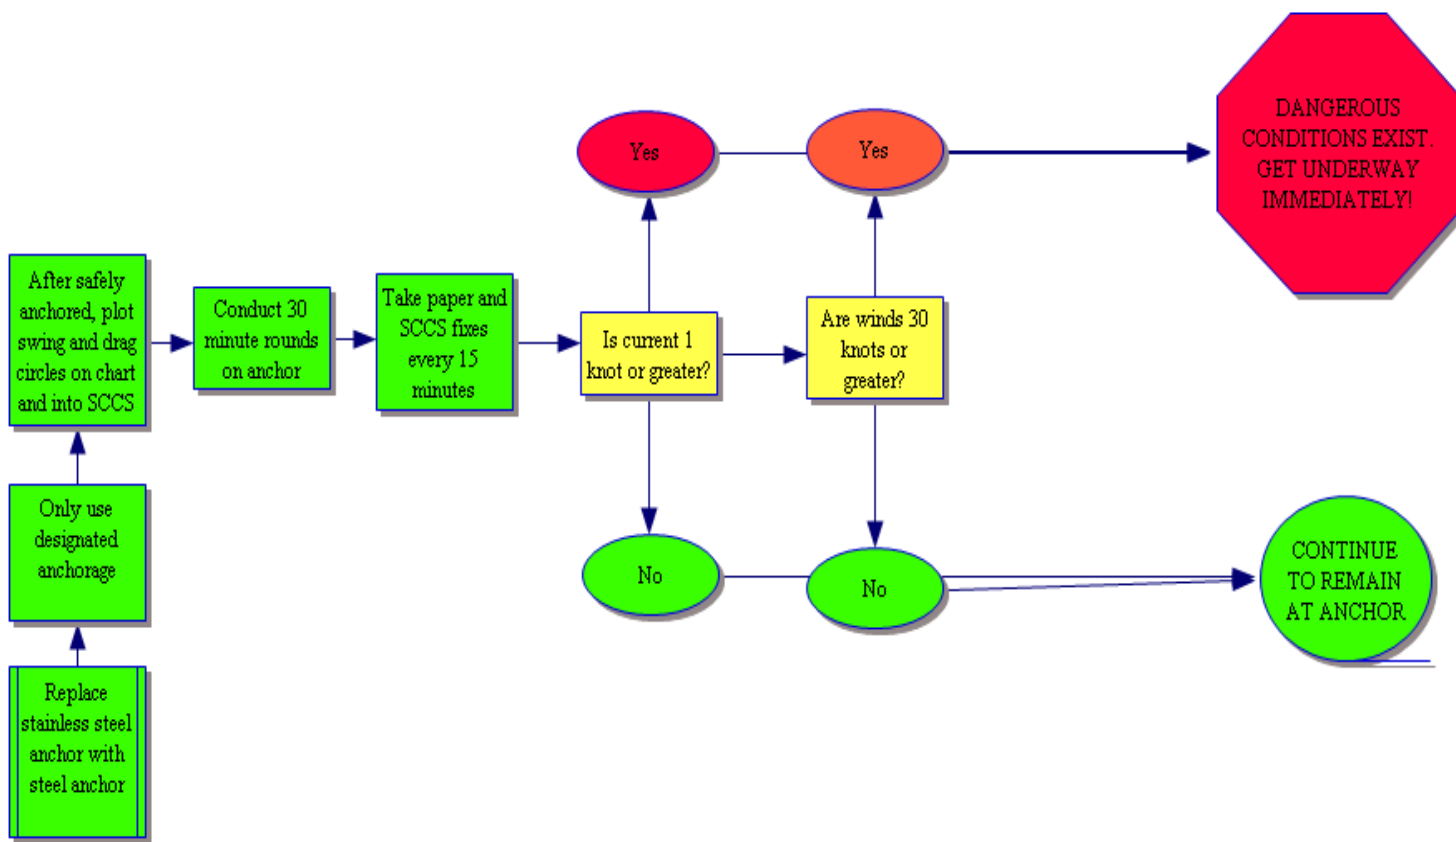 Replace
stainless steel
anchor with
steel anchor
Only use
designated
anchorage
After safely
anchored, plot
swing and drag
circles on chart
and into SCCS
Conduct 30
minute rounds
on anchor
Take paper and
SCCS fixes
every 15
minutes
Is current 1
knot or greater?
Yes
No
Are winds 30
knots or
greater?
Yes
No
DANGEROUS
CONDITIONS EXIST.
GET UNDERWAY
IMMEDIATELY!
CONTINUE
TO REMAIN
AT ANCHOR